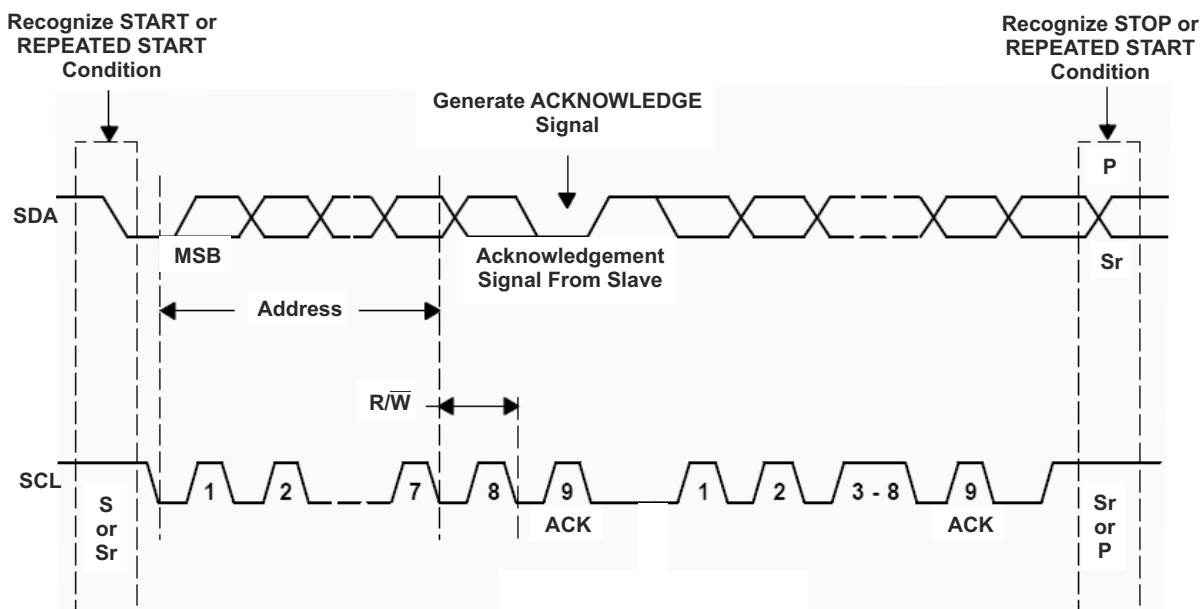 Recognize START or
REPEATED START
Condition
Recognize STOP or
REPEATED START
Condition
Generate ACKNOWLEDGE
Signal
P
SDA
MSB
Acknowledgement
Signal From Slave
Sr
Address
R/W̅
SCL
1
2
7
8
9
1
2
3 - 8
9
S
or
Sr
ACK
ACK
Sr
or
P